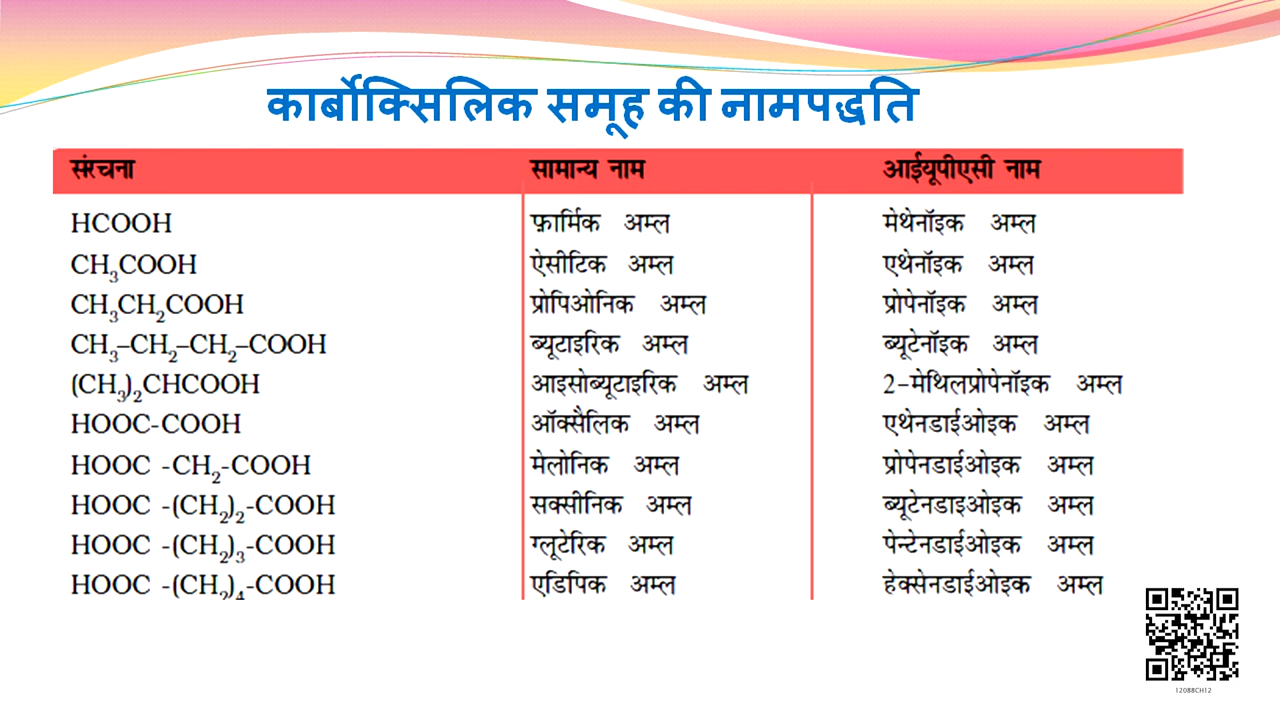 कार्बोक्सिलिक समूह की नामपद्धति
संरचना सामान्य नाम आईयूपीएसी नाम
HCOOH फ़ार्मिक अम्ल मेथेनॉइक अम्ल
CH₃COOH ऐसीटिक अम्ल एथेनॉइक अम्ल
CH₃CH₂COOH प्रोपिओनिक अम्ल प्रोपेनॉइक अम्ल
CH₃–CH₂–CH₂–COOH ब्यूटाइरिक अम्ल ब्यूटेनॉइक अम्ल
(CH₃)₂CHCOOH आइसोब्यूटाइरिक अम्ल 2-मेथिलप्रोपेनॉइक अम्ल
HOOC-COOH ऑक्सैलिक अम्ल एथेनडाईओइक अम्ल
HOOC -CH₂-COOH मेलोनिक अम्ल प्रोपेनडाईओइक अम्ल
HOOC -(CH₂)₂-COOH सक्सीनिक अम्ल ब्यूटेनडाइओइक अम्ल
HOOC -(CH₂)₃-COOH ग्लूटेरिक अम्ल पेन्टेनडाईओइक अम्ल
HOOC -(CH₂)₄-COOH एडिपिक अम्ल हेक्सेनडाईओइक अम्ल
12088CH12